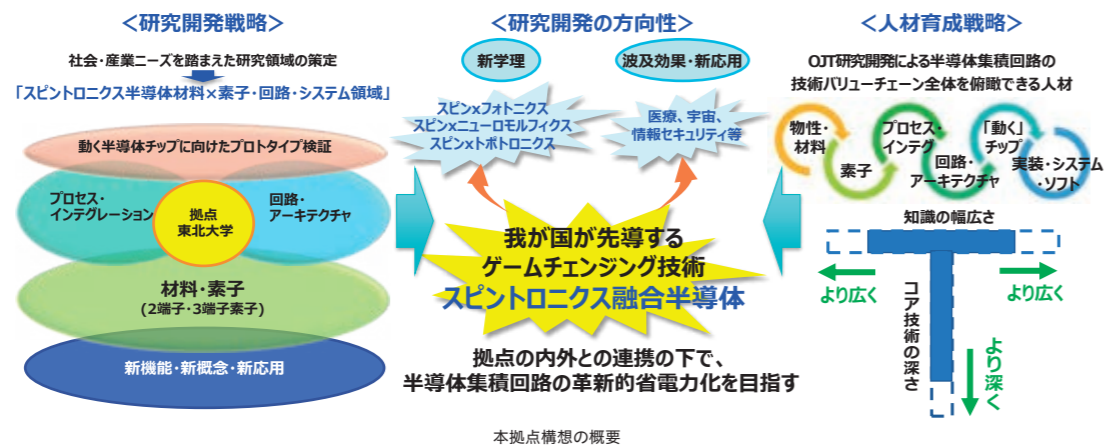 <研究開発戦略>
社会・産業ニーズを踏まえた研究領域の策定
「スピントロニクス半導体材料×素子・回路・システム領域」
動く半導体チップに向けたプロトタイプ検証
プロセス・
インテグレーション
拠点
東北大学
回路・
アーキテクチャ
材料・素子
(2端子・3端子素子)
新機能・新概念・新応用
<研究開発の方向性>
新学理
波及効果・新応用
スピンxフォトニクス
スピンxニューロモルフィクス
スピンxトポトロニクス
医療、宇宙、
情報セキュリティ等
我が国が先導する
ゲームチェンジング技術
スピントロニクス融合半導体
拠点の内外との連携の下で、
半導体集積回路の革新的省電力化を目指す
<人材育成戦略>
OJT研究開発による半導体集積回路の
技術バリューチェーン全体を俯瞰できる人材
物性・
材料
素子
プロセス・
インテグ
回路・
アーキテクチャ
「動く」
チップ
実装・システム
・ソフト
知識の幅広さ
より広く
より広く
コア技術の深さ
より深く
本拠点構想の概要